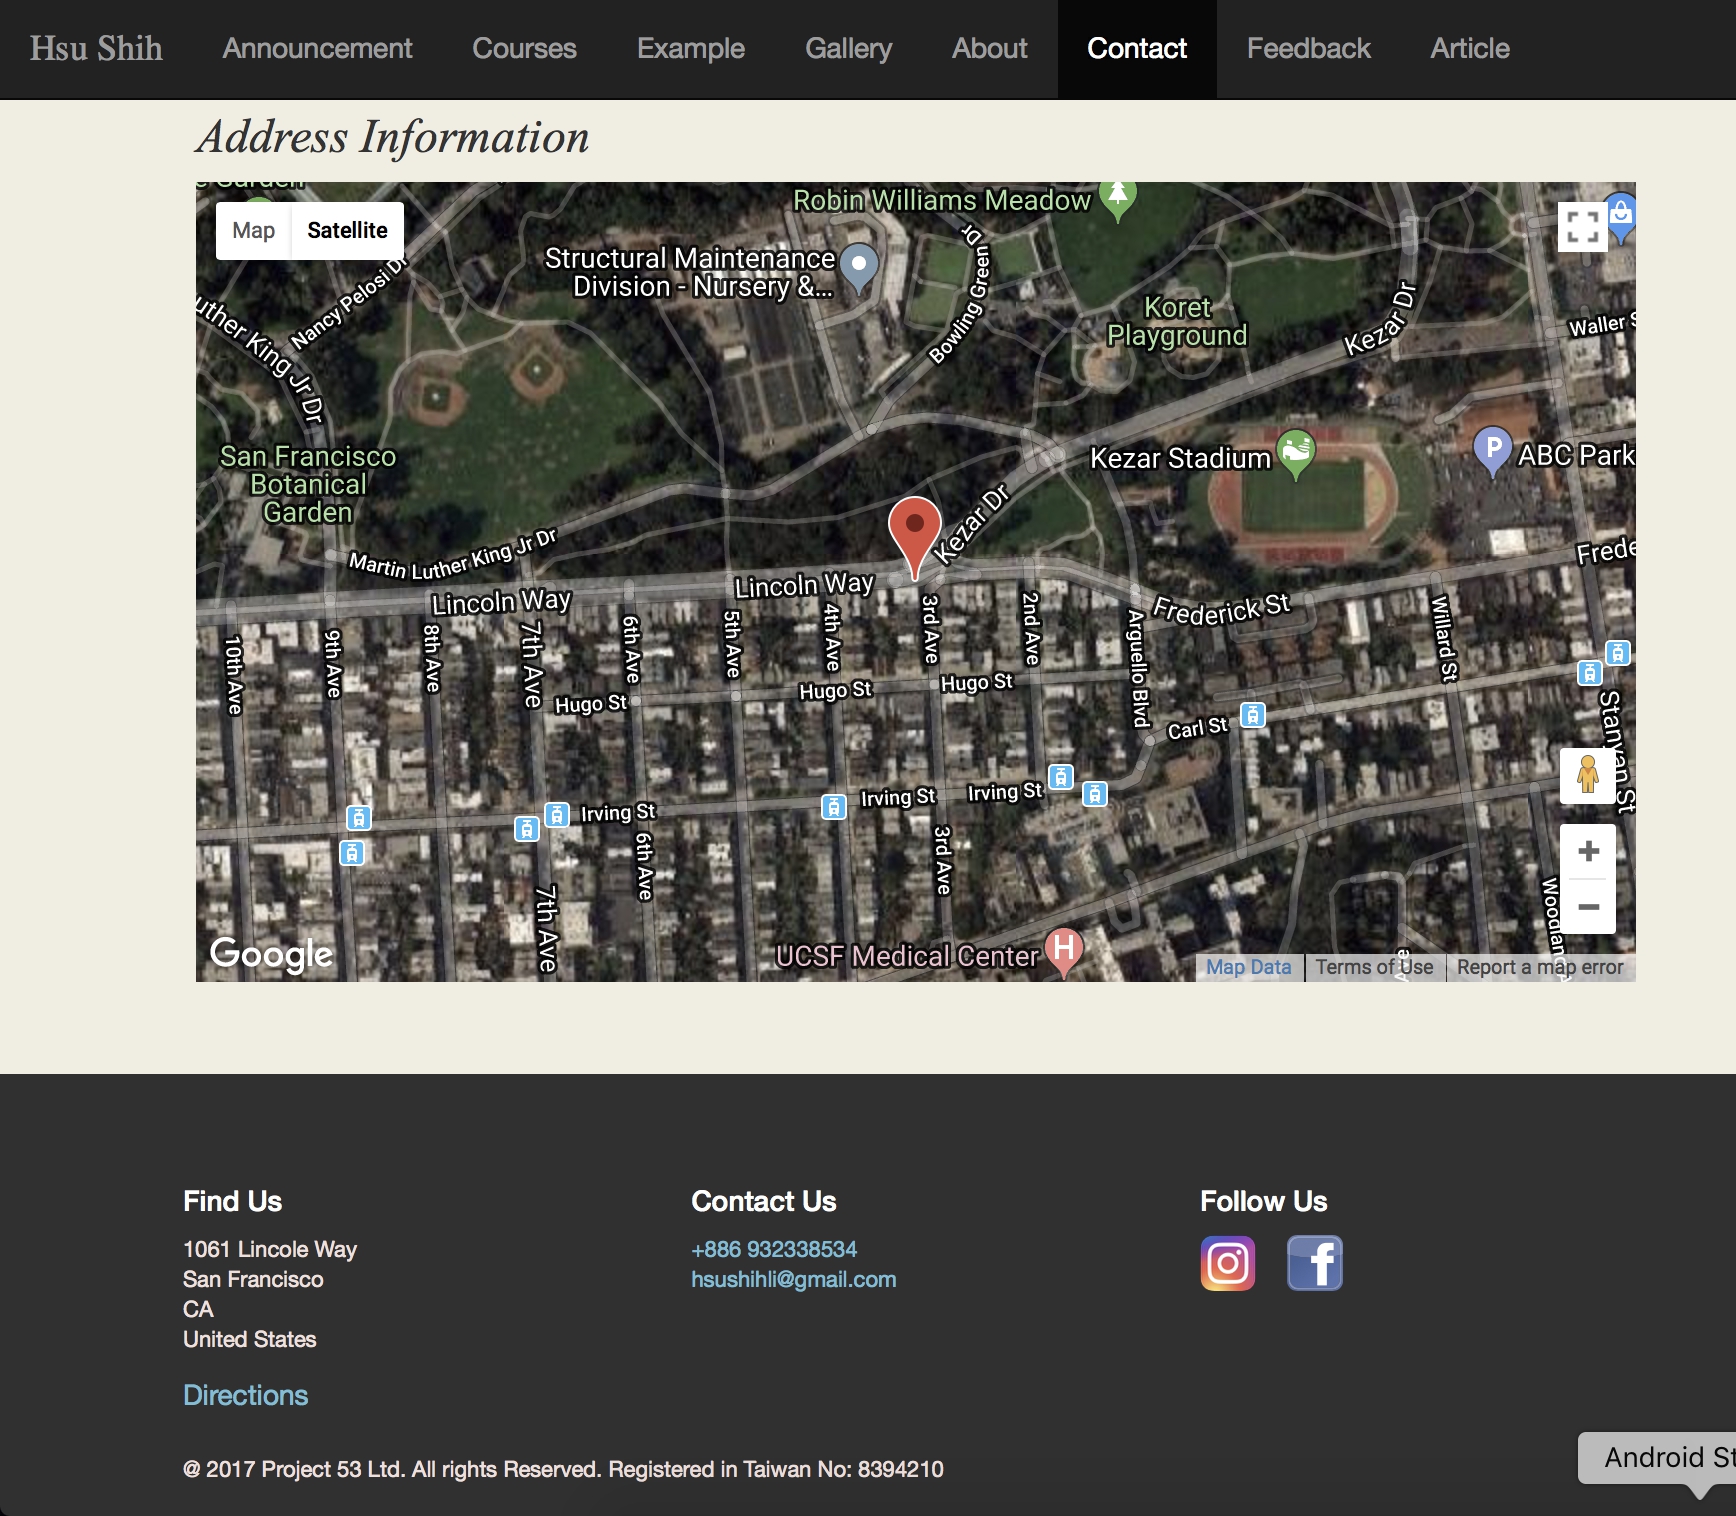 Hsu Shih Announcement Courses Example Gallery About Contact Feedback Article
Address Information
Garden
Map Satellite
Robin Williams Meadow
Structural Maintenance
Division - Nursery &...
Nancy Pelosi Dr
uther King Jr Dr
Bowling Green Dr
Koret
Playground
Kezar Dr
Waller S
San Francisco
Botanical
Garden
Kezar Stadium
P
ABC Park
Kezar Dr
Martin Luther King Jr Dr
Lincoln Way
Lincoln Way
Frede
Frederick St
10th Ave
9th Ave
8th Ave
7th Ave
6th Ave
5th Ave
4th Ave
3rd Ave
2nd Ave
Arguello Blvd
Willard St
Hugo St
Hugo St
Hugo St
Carl St
Stanyan St
Irving St
Irving St
Irving St
6th Ave
3rd Ave
7th Ave
Woodland A
UCSF Medical Center
H
Ave
Google
Map Data Terms of Use Report a map error
Find Us
1061 Lincole Way
San Francisco
CA
United States
Directions
Contact Us
+886 932338534
hsushihli@gmail.com
Follow Us
f
@ 2017 Project 53 Ltd. All rights Reserved. Registered in Taiwan No: 8394210
Android St